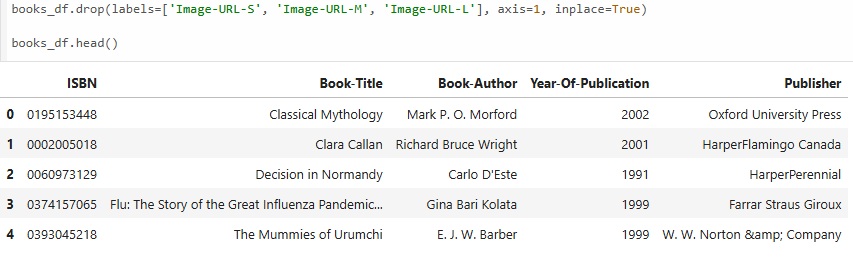 books_df.drop(labels=['Image-URL-S', 'Image-URL-M', 'Image-URL-L'], axis=1, inplace=True)
books_df.head()
ISBN Book-Title Book-Author Year-Of-Publication Publisher
0 0195153448 Classical Mythology Mark P. O. Morford 2002 Oxford University Press
1 0002005018 Clara Callan Richard Bruce Wright 2001 HarperFlamingo Canada
2 0060973129 Decision in Normandy Carlo D'Este 1991 HarperPerennial
3 0374157065 Flu: The Story of the Great Influenza Pandemic... Gina Bari Kolata 1999 Farrar Straus Giroux
4 0393045218 The Mummies of Urumchi E. J. W. Barber 1999 W. W. Norton &amp; Company